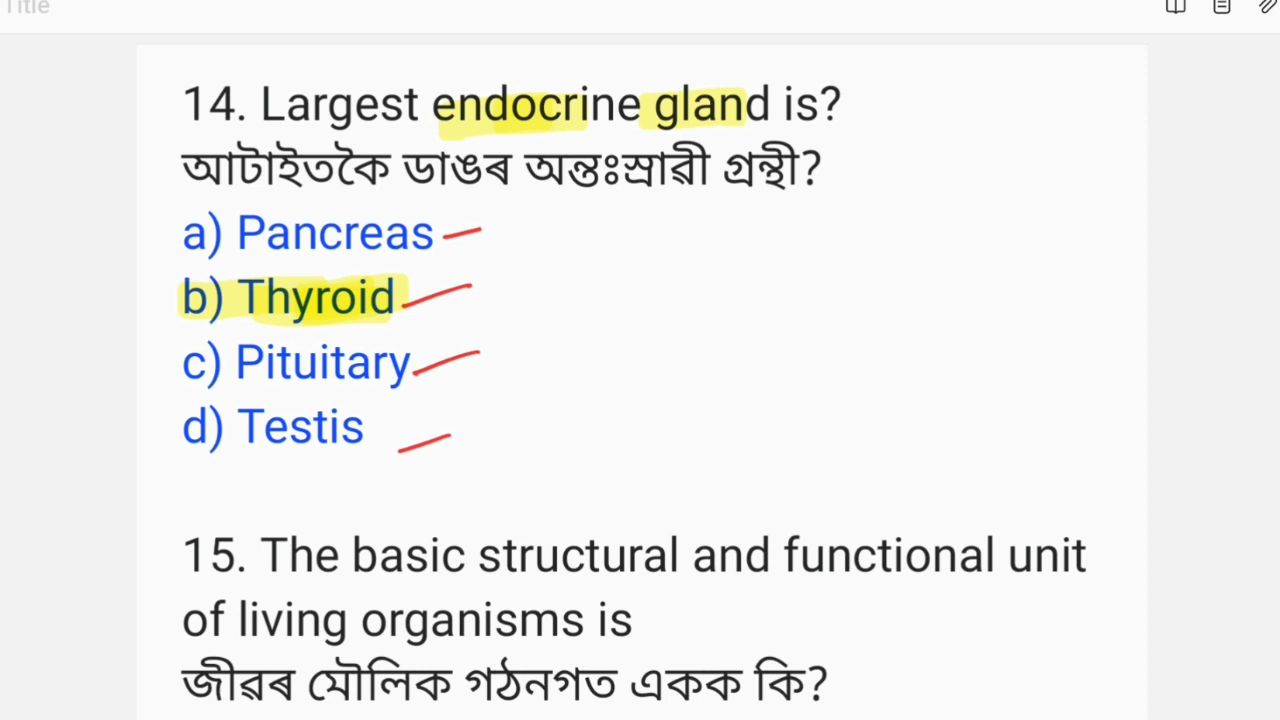 Title
14. Largest endocrine gland is?
আটাইতকৈ ডাঙৰ অন্তঃস্ৰাৱী গ্ৰন্থী?
a) Pancreas
b) Thyroid
c) Pituitary
d) Testis
15. The basic structural and functional unit
of living organisms is
জীৱৰ মৌলিক গঠনগত একক কি?